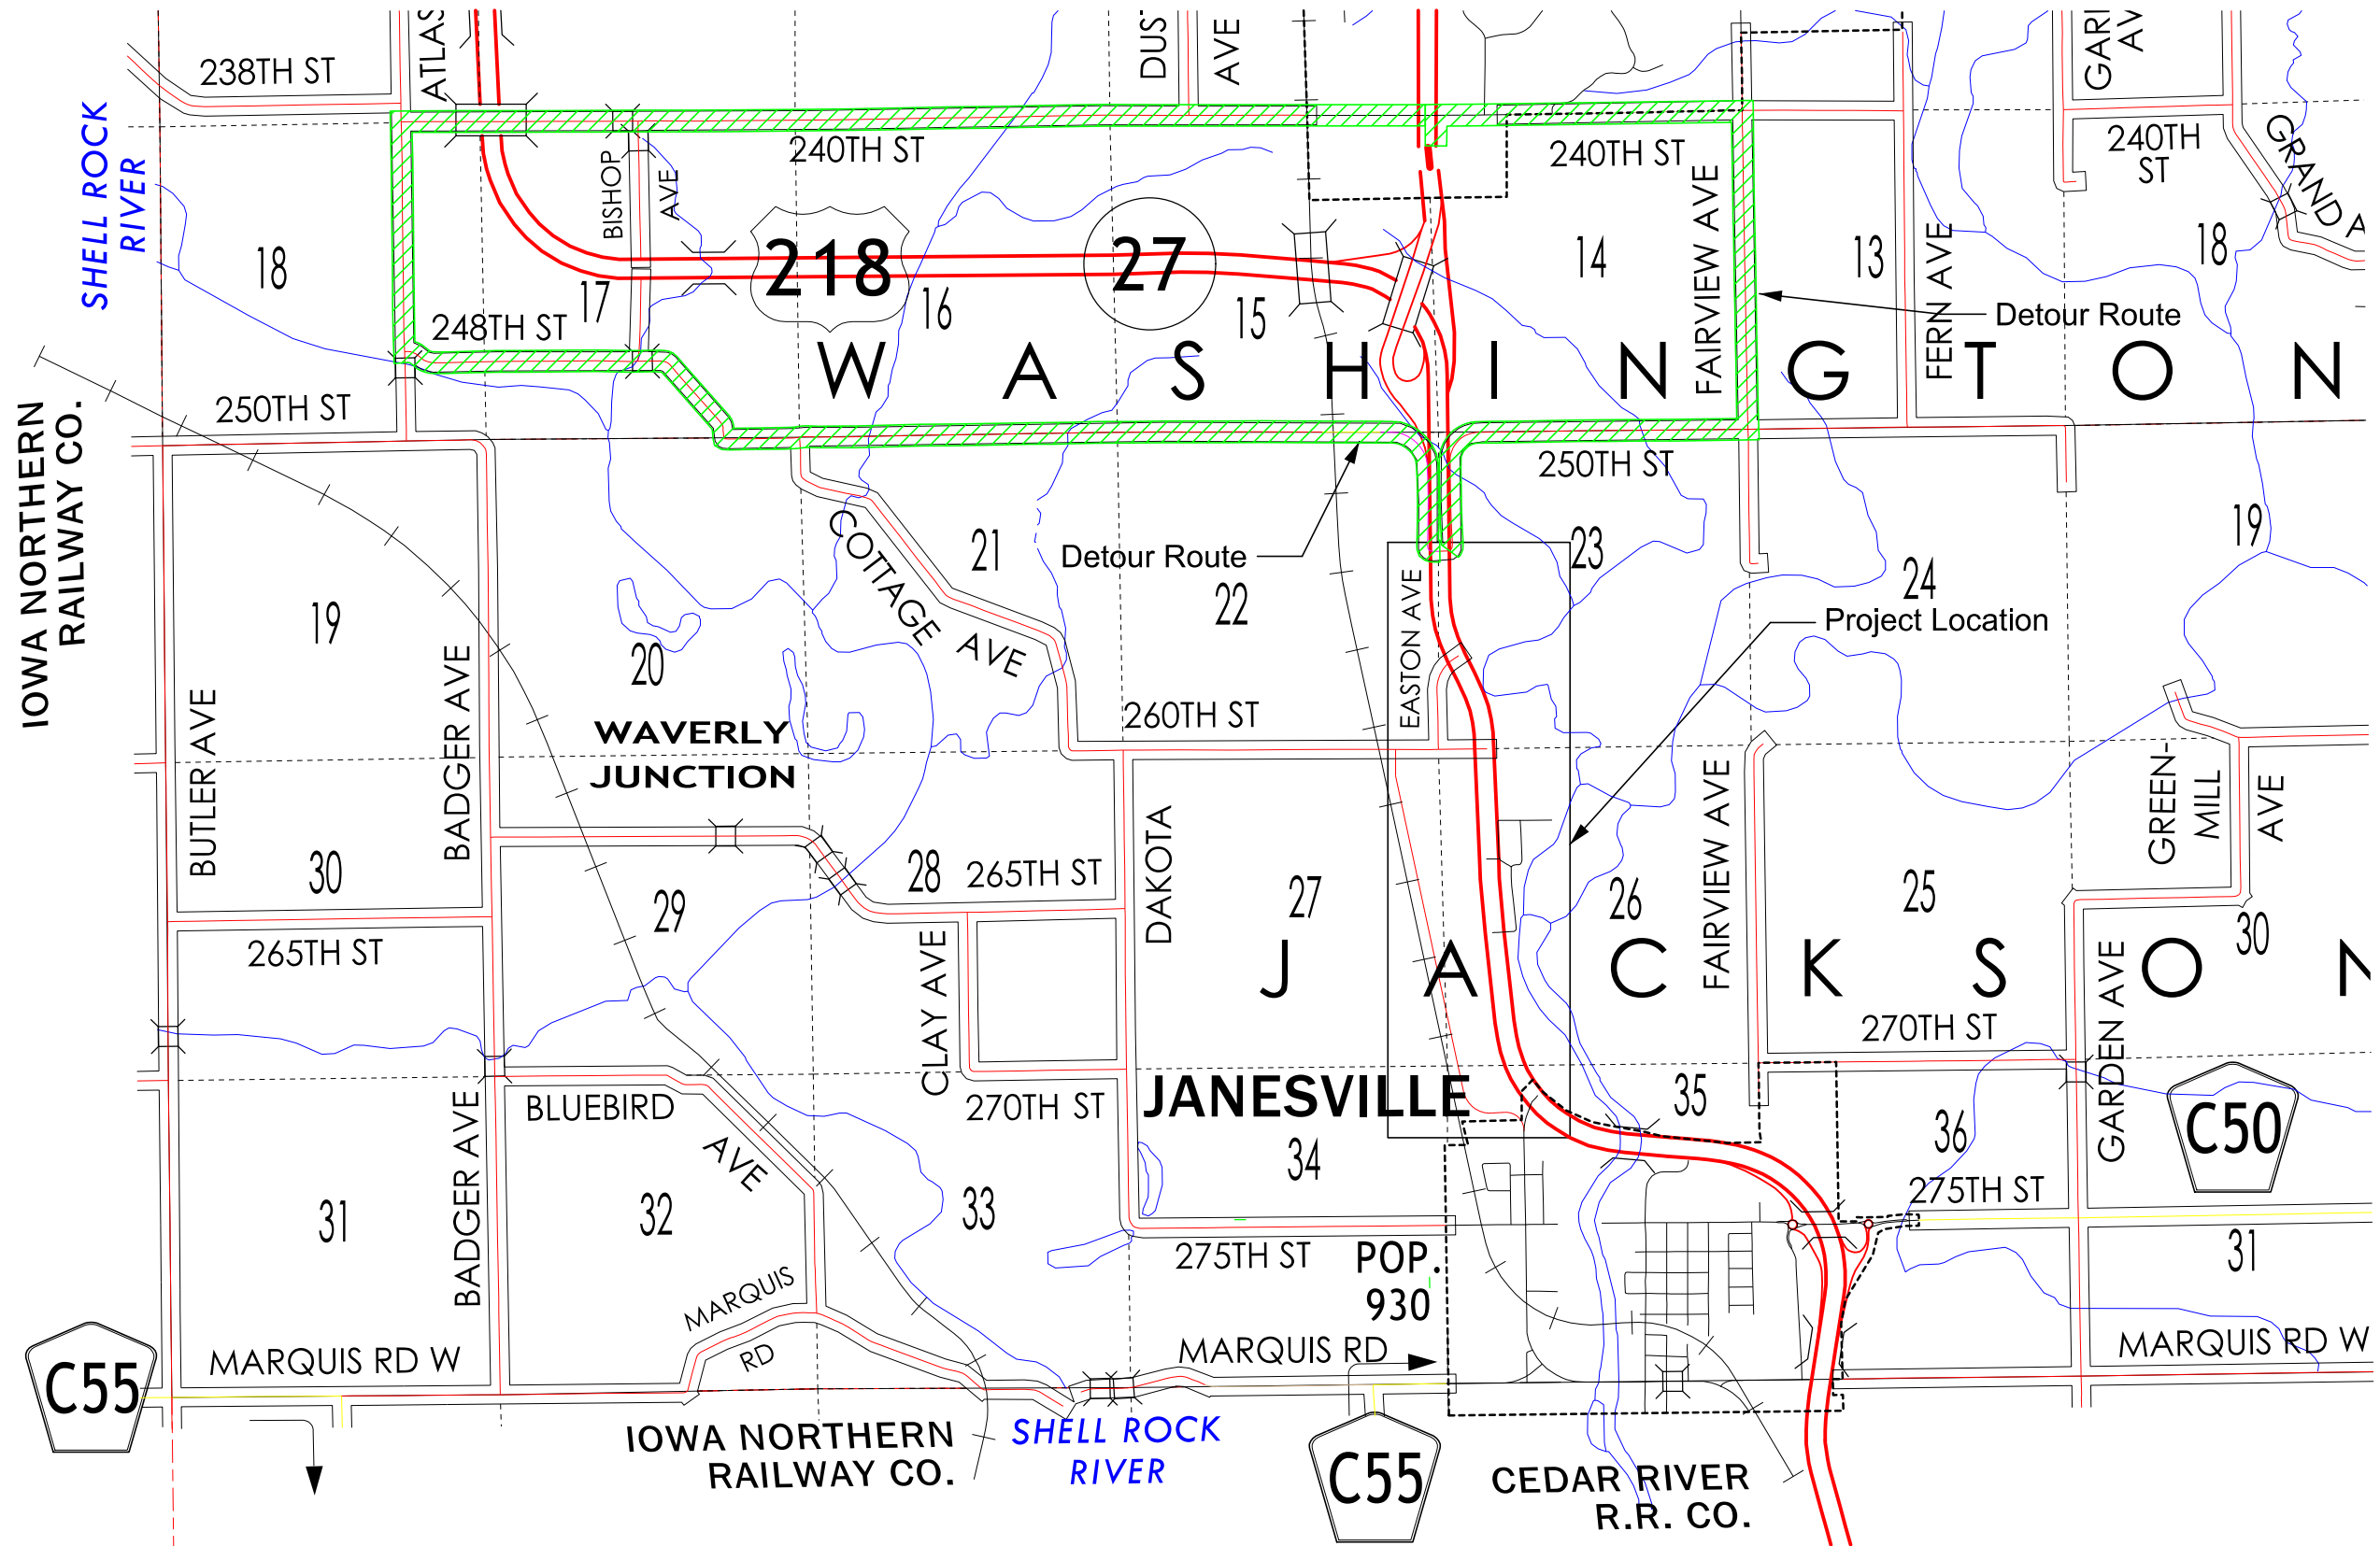 238TH ST
ATLAS
DUS
AVE
GARI
AV
SHELL ROCK
RIVER
240TH ST
240TH ST
240TH
ST
GRAND A
BISHOP
AVE
FAIRVIEW AVE
FERN AVE
18
17
218
16
27
15
14
13
18
248TH ST
Detour Route
WASHINGTON
250TH ST
250TH ST
IOWA NORTHERN
RAILWAY CO.
COTTAGE AVE
21
Detour Route
22
23
24
19
19
20
EASTON AVE
Project Location
BUTLER AVE
BADGER AVE
WAVERLY
JUNCTION
260TH ST
FAIRVIEW AVE
GREEN-
MILL
AVE
30
29
28
265TH ST
DAKOTA
27
26
25
30
265TH ST
CLAY AVE
JACKSON
270TH ST
GARDEN AVE
BLUEBIRD
AVE
270TH ST
JANESVILLE
35
36
C50
BADGER AVE
31
32
33
34
275TH ST
275TH ST
POP.
930
31
MARQUIS
RD
C55
MARQUIS RD W
MARQUIS RD
MARQUIS RD W
IOWA NORTHERN
RAILWAY CO.
SHELL ROCK
RIVER
C55
CEDAR RIVER
R.R. CO.